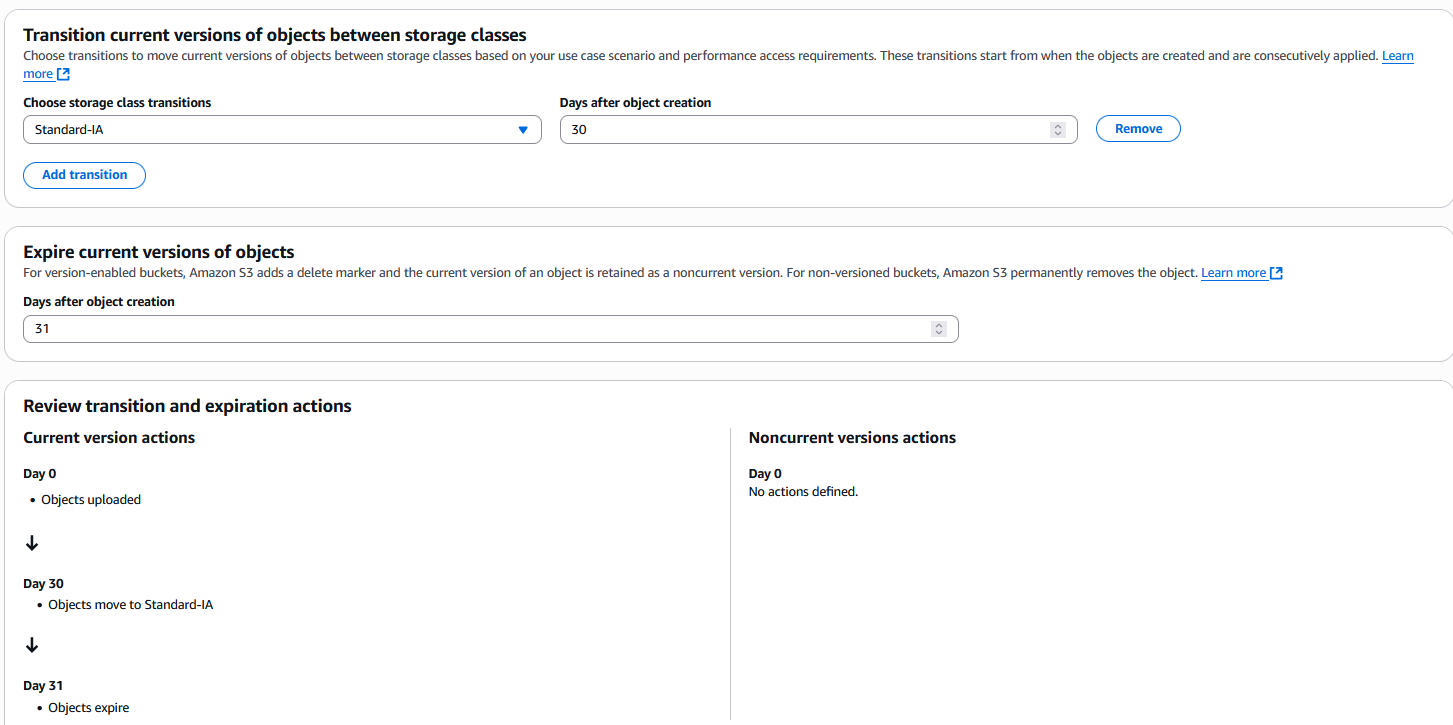 Transition current versions of objects between storage classes
Choose transitions to move current versions of objects between storage classes based on your use case scenario and performance access requirements. These transitions start from when the objects are created and are consecutively applied. Learn
more
Choose storage class transitions
Days after object creation
Standard-IA
30
Remove
Add transition
Expire current versions of objects
For version-enabled buckets, Amazon S3 adds a delete marker and the current version of an object is retained as a noncurrent version. For non-versioned buckets, Amazon S3 permanently removes the object. Learn more
Days after object creation
31
Review transition and expiration actions
Current version actions
Day 0
• Objects uploaded
↓
Day 30
• Objects move to Standard-IA
↓
Day 31
• Objects expire
Noncurrent versions actions
Day 0
No actions defined.